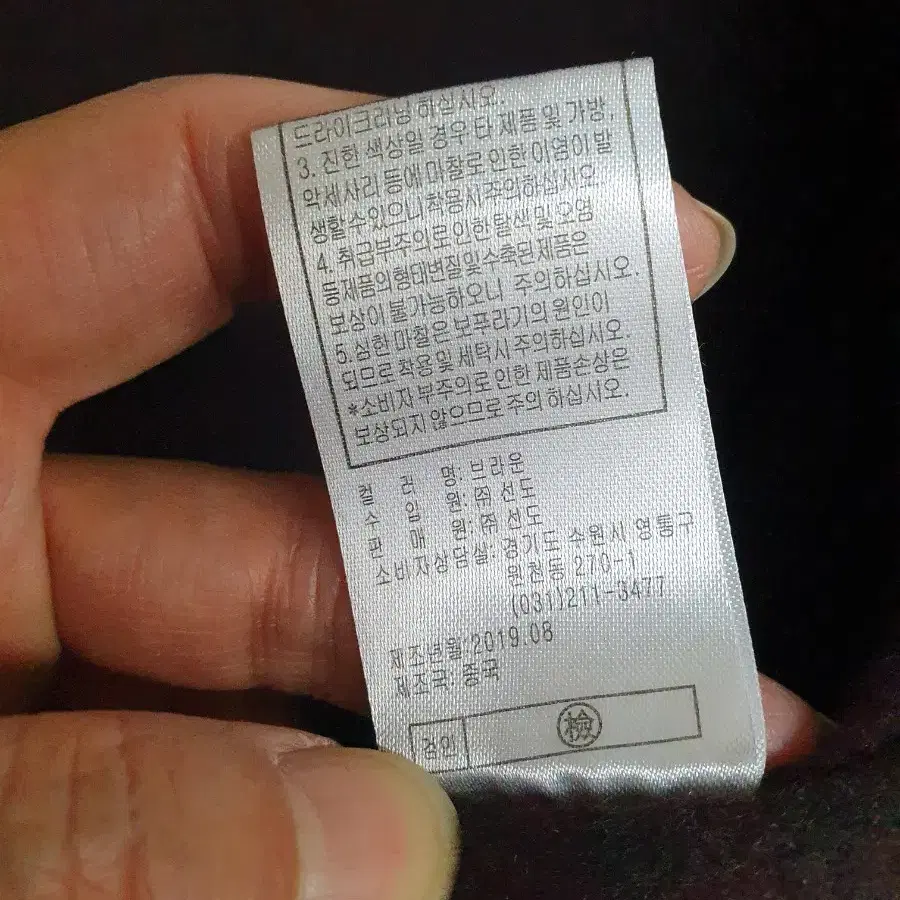 드라이크리닝 하십시오.
3. 진한 색상일 경우 타 제품 및 가방,
악세사리 등에 마찰로 인한 이염이 발
생할 수 있으니 착용시 주의하십시오.
4. 취급부주의로 인한 탈색 및 오염
등 제품의 형태변질 및 수축된 제품은
보상이 불가능하오니 주의하십시오.
5. 심한 마찰은 보푸라기의 원인이
되므로 착용 및 세탁시 주의하십시오
*소비자 부주의로 인한 제품손상은
보상되지 않으므로 주의 하십시오.
컬 러 명: 브라운
수 입 원: ㈜ 선도
판 매 원: ㈜ 선도
소비자상담실: 경기도 수원시 영통구
원천동 270-1
(031)211-3477
제조년월: 2019.08
제조국: 중국
검인 檢